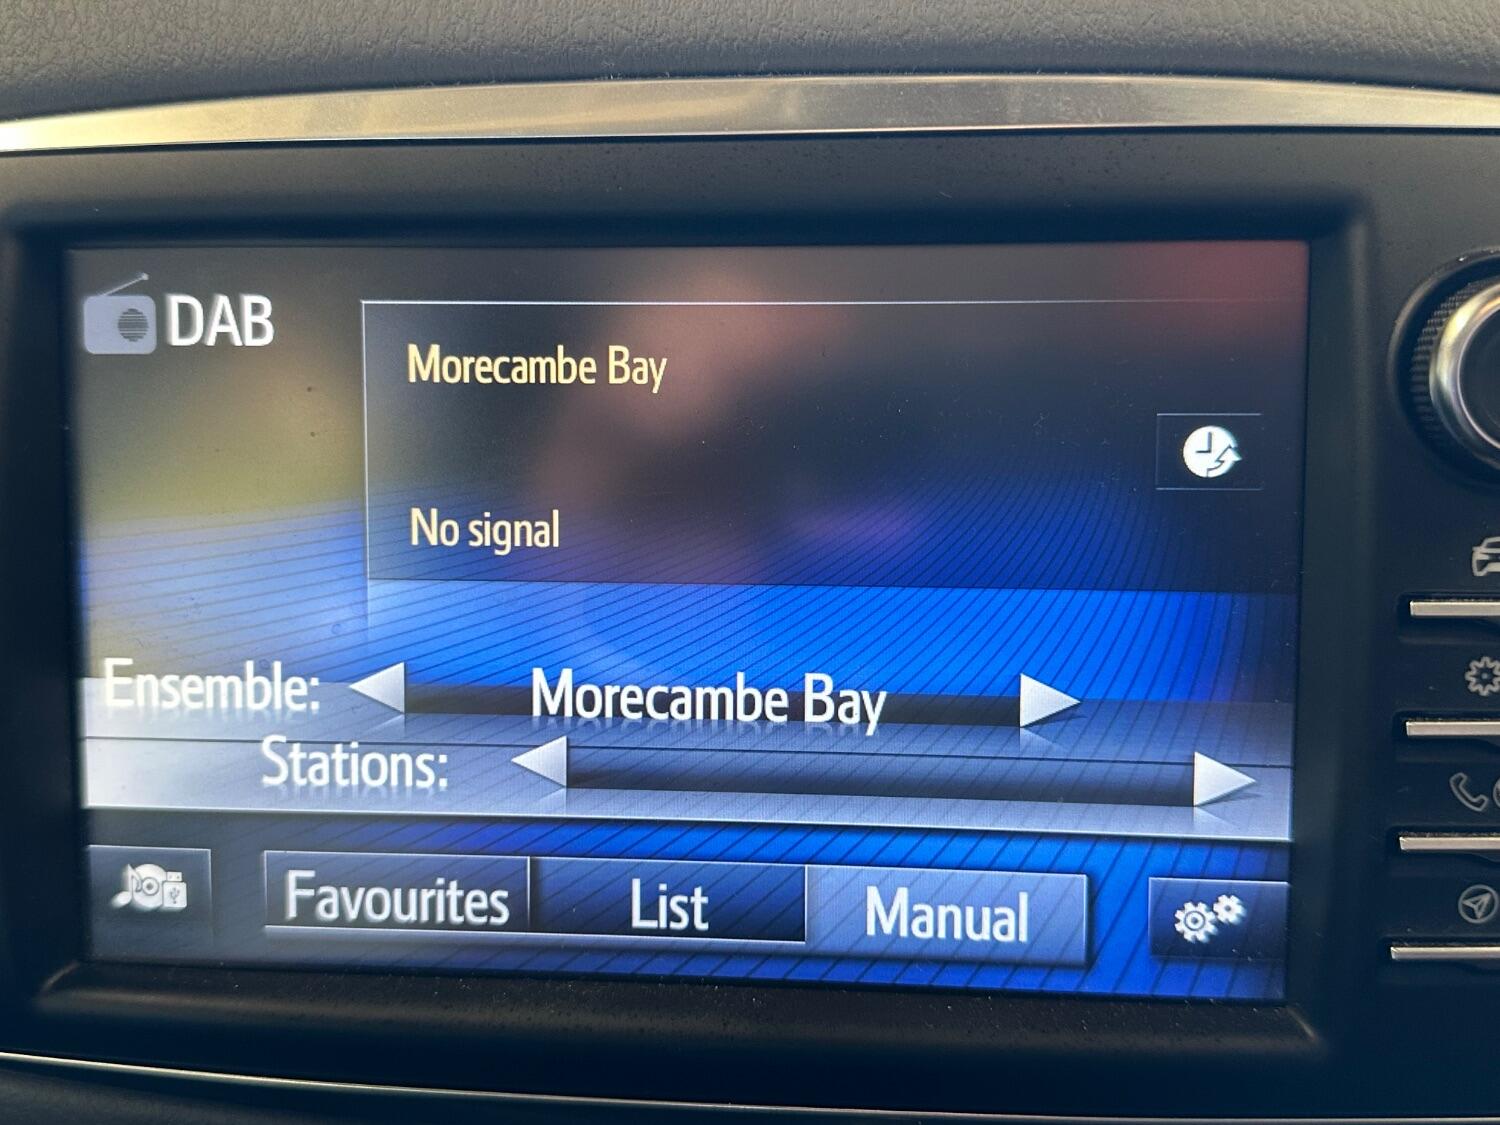 DAB
Morecambe Bay
No signal
Ensemble: Morecambe Bay
Stations:
Favourites List Manual